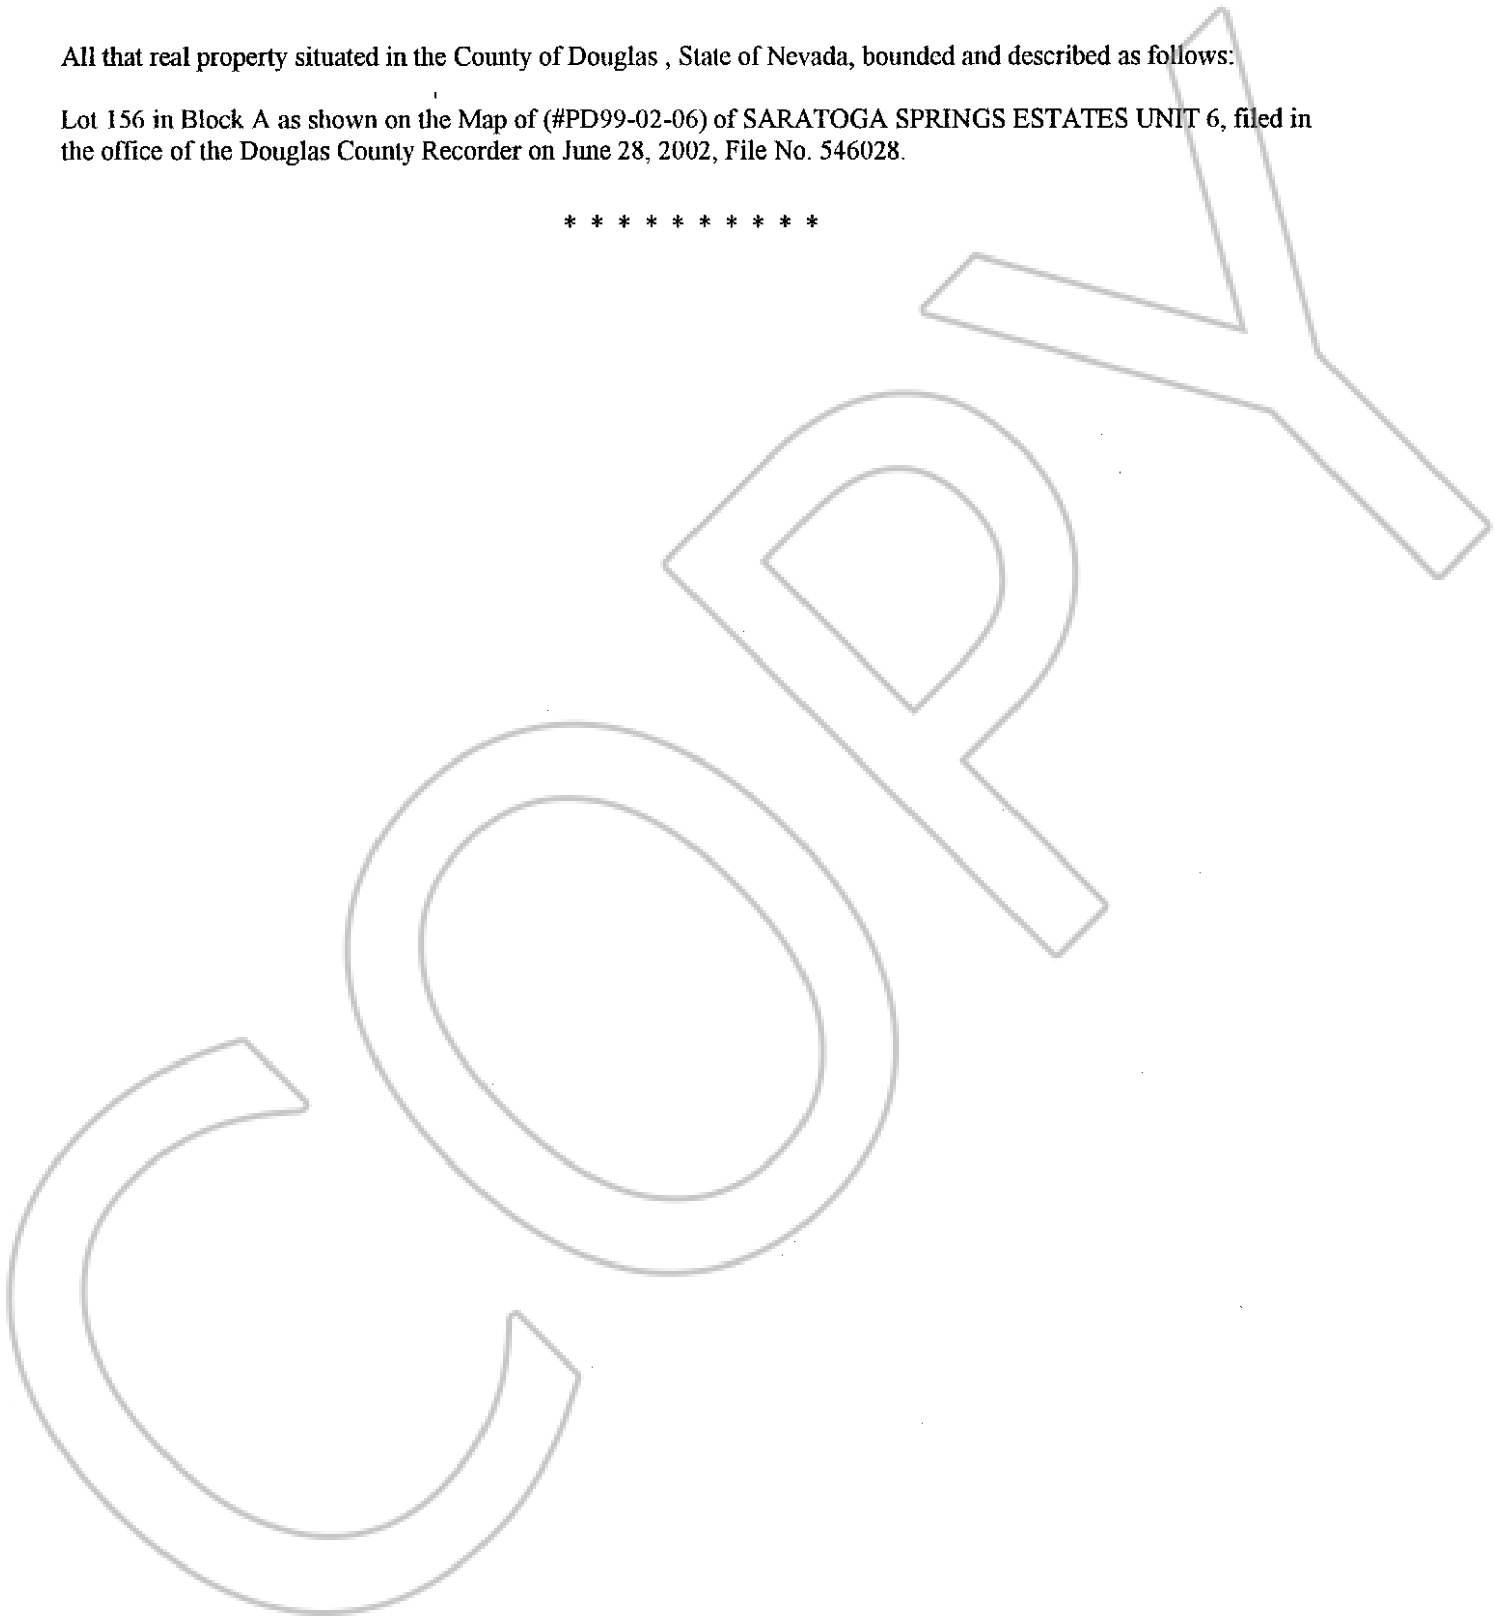 All that real property situated in the County of Douglas , State of Nevada, bounded and described as follows:
Lot 156 in Block A as shown on the Map of (#PD99-02-06) of SARATOGA SPRINGS ESTATES UNIT 6, filed in
the office of the Douglas County Recorder on June 28, 2002, File No. 546028.
* * * * * * * * * *
COPY